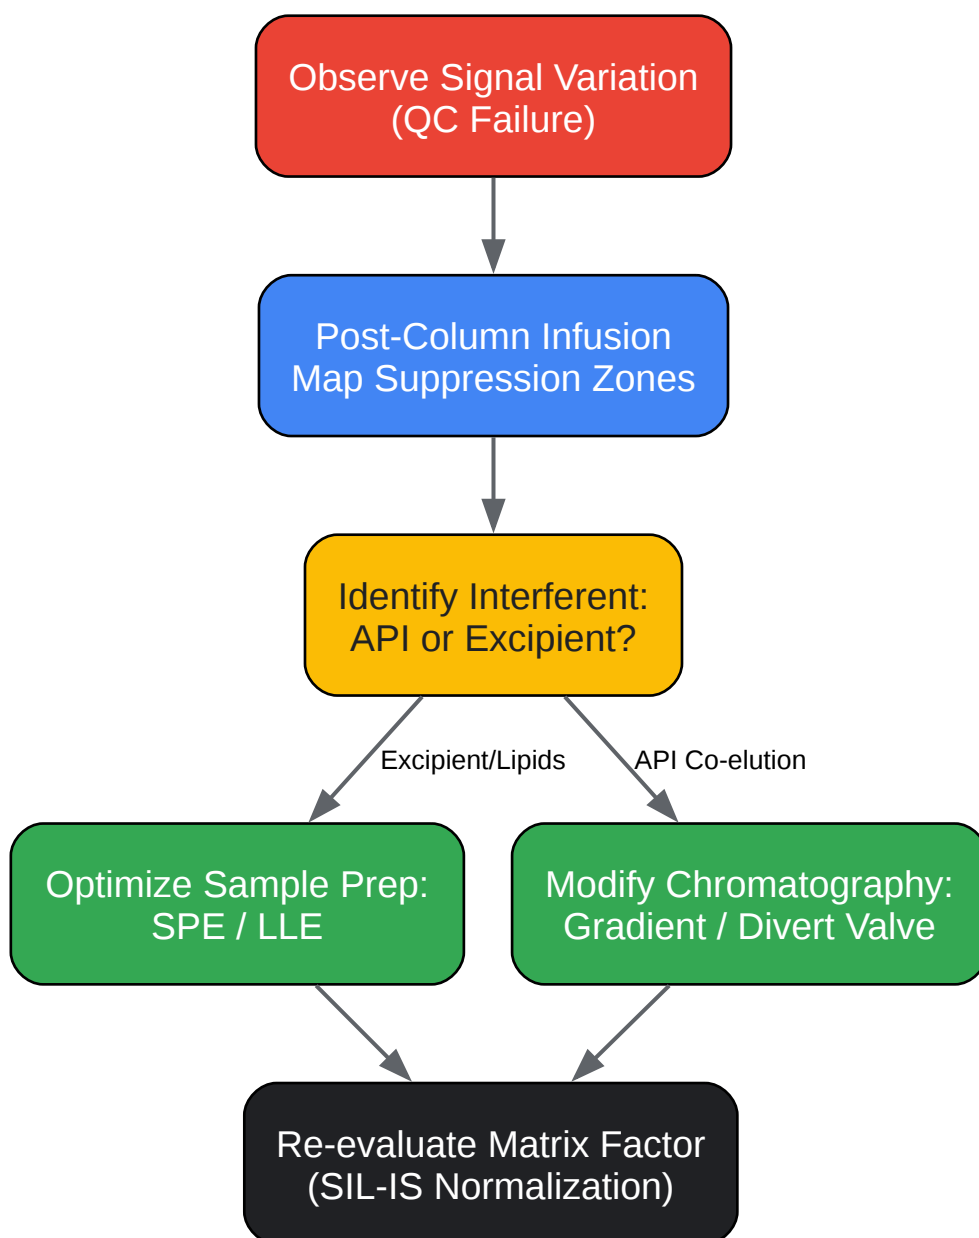 Observe Signal Variation
(QC Failure)
Post-Column Infusion
Map Suppression Zones
Identify Interferent:
API or Excipient?
Excipient/Lipids
API Co-elution
Optimize Sample Prep:
SPE / LLE
Modify Chromatography:
Gradient / Divert Valve
Re-evaluate Matrix Factor
(SIL-IS Normalization)